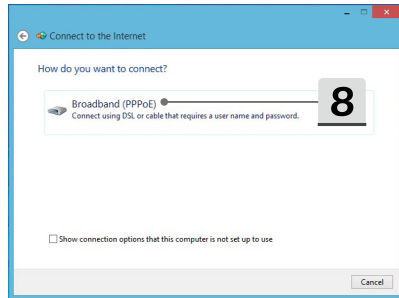 Connect to the Internet
How do you want to connect?
Broadband (PPPoE)
8
Connect using DSL or cable that requires a user name and password.
Show connection options that this computer is not set up to use
Cancel